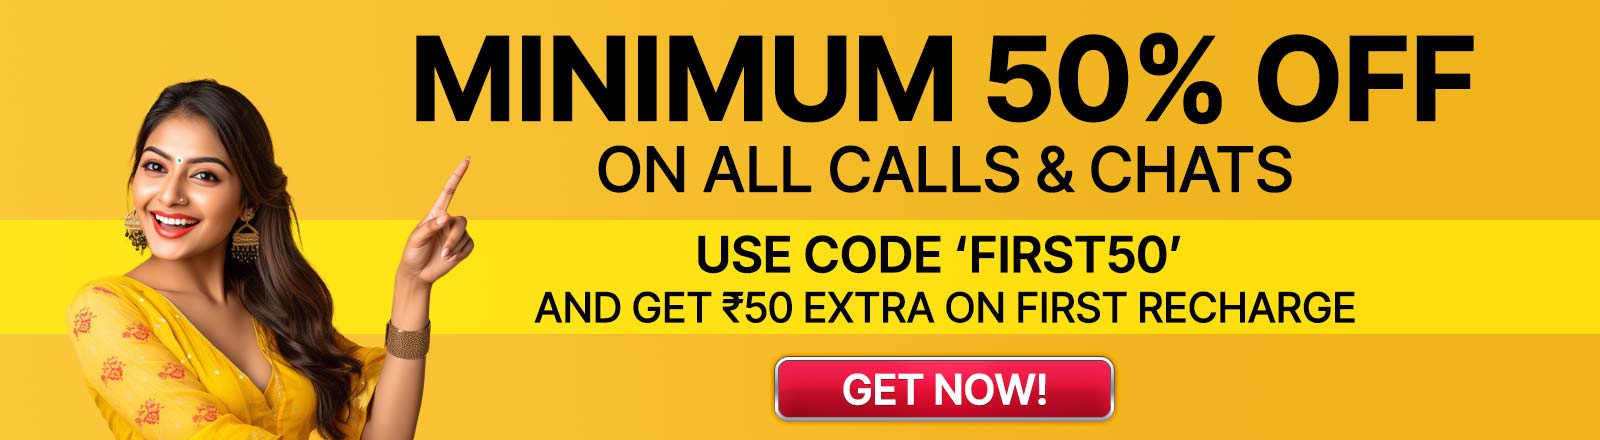 MINIMUM 50% OFF
ON ALL CALLS & CHATS
USE CODE ‘FIRST50’
AND GET ₹50 EXTRA ON FIRST RECHARGE
GET NOW!